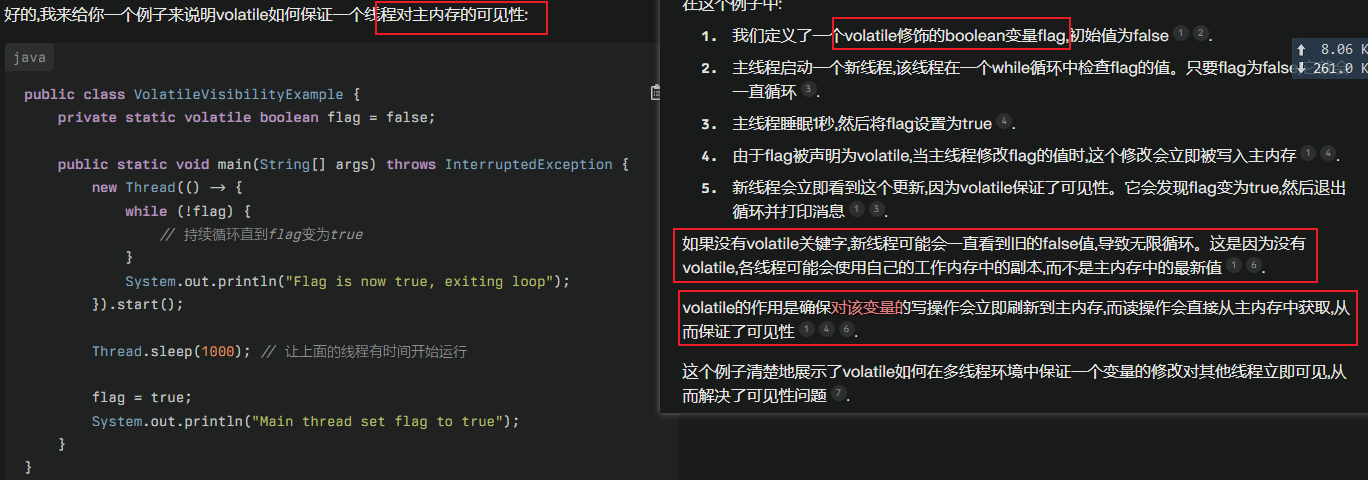 好的,我来给你一个例子来说明volatile如何保证一个线程对主内存的可见性:
java
public class VolatileVisibilityExample {
    private static volatile boolean flag = false;
    public static void main(String[] args) throws InterruptedException {
        new Thread(() -> {
            while (!flag) {
                // 持续循环直到flag变为true
            }
            System.out.println("Flag is now true, exiting loop");
        }).start();
        Thread.sleep(1000); // 让上面的线程有时间开始运行
        flag = true;
        System.out.println("Main thread set flag to true");
    }
}
在这个例子中:
1. 我们定义了一个volatile修饰的boolean变量flag,初始值为false 1 2.
2. 主线程启动一个新线程,该线程在一个while循环中检查flag的值。只要flag为false,
一直循环 3.
3. 主线程睡眠1秒,然后将flag设置为true 4.
4. 由于flag被声明为volatile,当主线程修改flag的值时,这个修改会立即被写入主内存 1 4.
5. 新线程会立即看到这个更新,因为volatile保证了可见性。它会发现flag变为true,然后退出
循环并打印消息 1 3.
如果没有volatile关键字,新线程可能会一直看到旧的false值,导致无限循环。这是因为没有
volatile,各线程可能会使用自己的工作内存中的副本,而不是主内存中的最新值 1 6.
volatile的作用是确保对该变量的写操作会立即刷新到主内存,而读操作会直接从主内存中获取,从
而保证了可见性 1 4 6.
这个例子清楚地展示了volatile如何在多线程环境中保证一个变量的修改对其他线程立即可见,从
而解决了可见性问题 7.
↑ 8.06 K
↓ 261.0 K